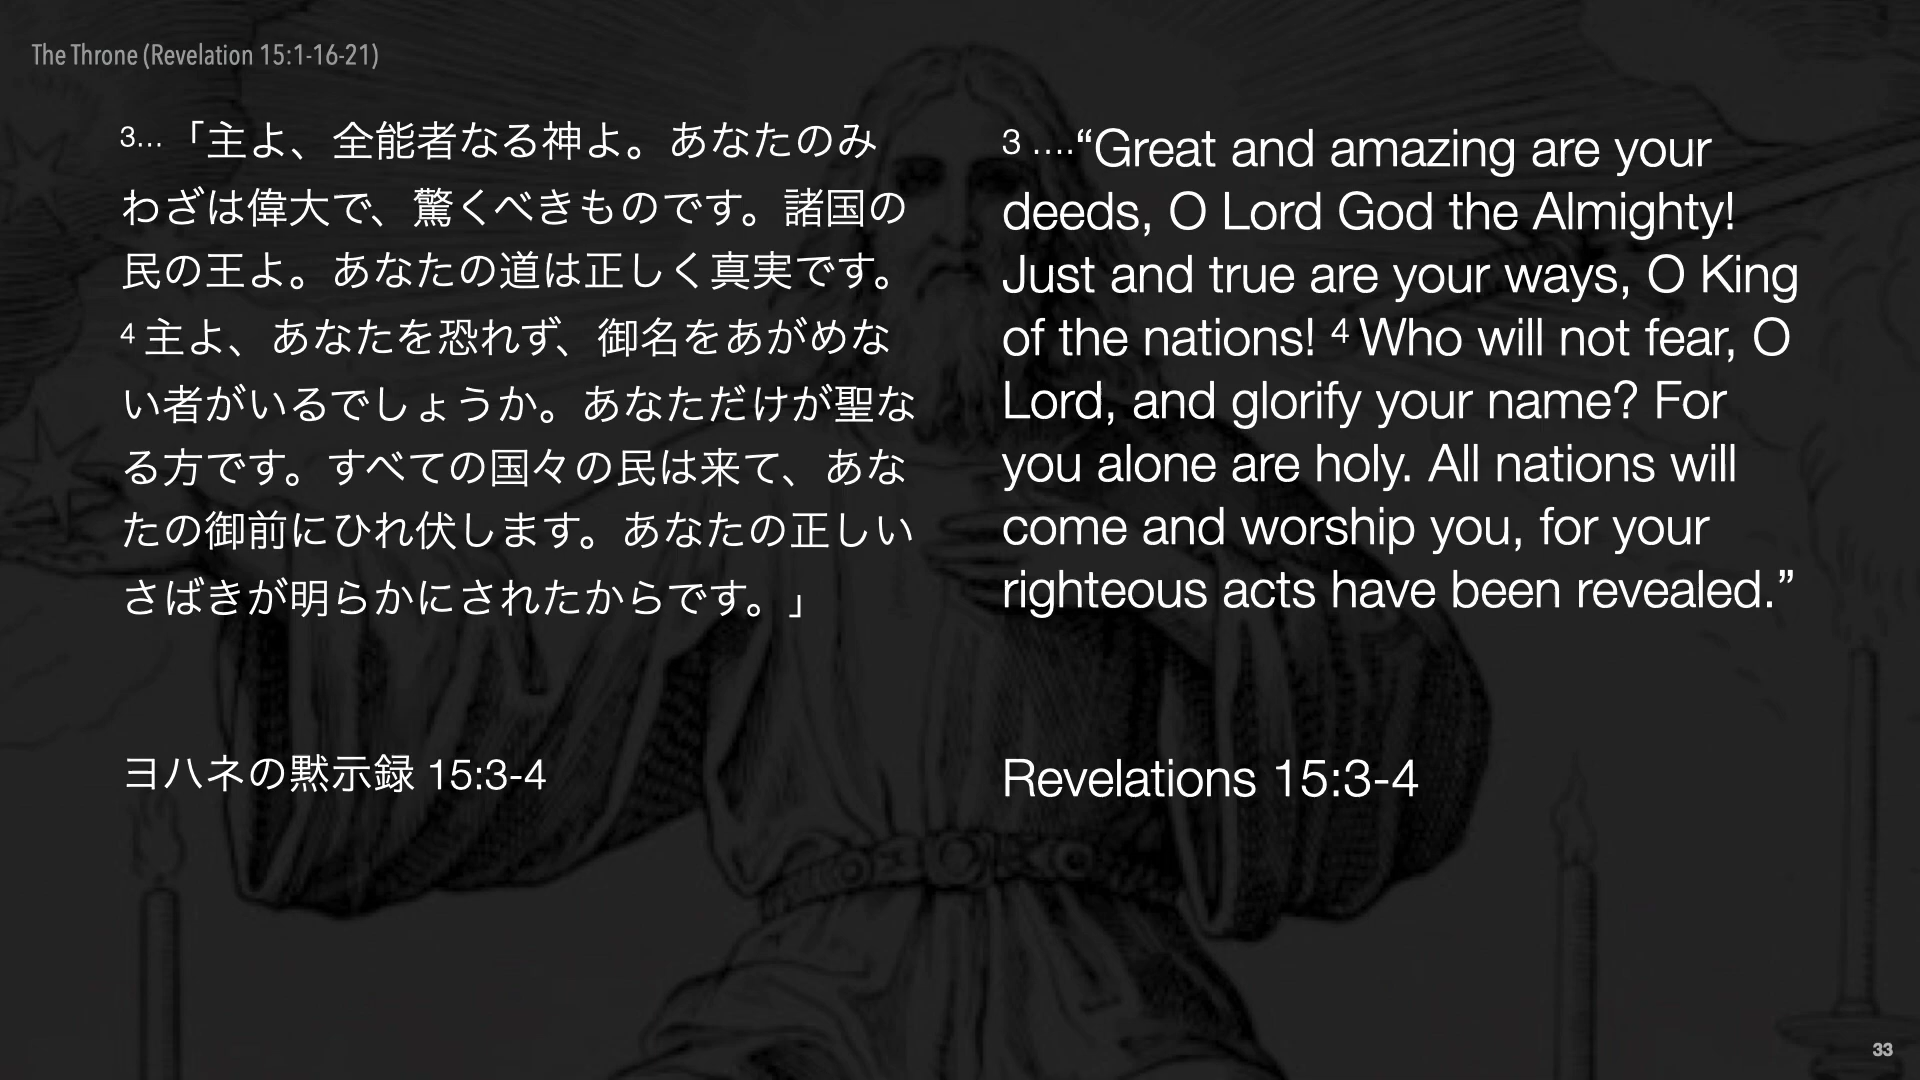 The Throne (Revelation 15:1-16-21)
3…「主よ、全能者なる神よ。あなたのみ
わざは偉大で、驚くべきものです。諸国の
民の王よ。あなたの道は正しく真実です。
4 主よ、あなたを恐れず、御名をあがめな
い者がいるでしょうか。あなただけが聖な
る方です。すべての国々の民は来て、あな
たの御前にひれ伏します。あなたの正しい
さばきが明らかにされたからです。」
ヨハネの黙示録 15:3-4
3 ….“Great and amazing are your
deeds, O Lord God the Almighty!
Just and true are your ways, O King
of the nations! 4 Who will not fear, O
Lord, and glorify your name? For
you alone are holy. All nations will
come and worship you, for your
righteous acts have been revealed.”
Revelations 15:3-4
33